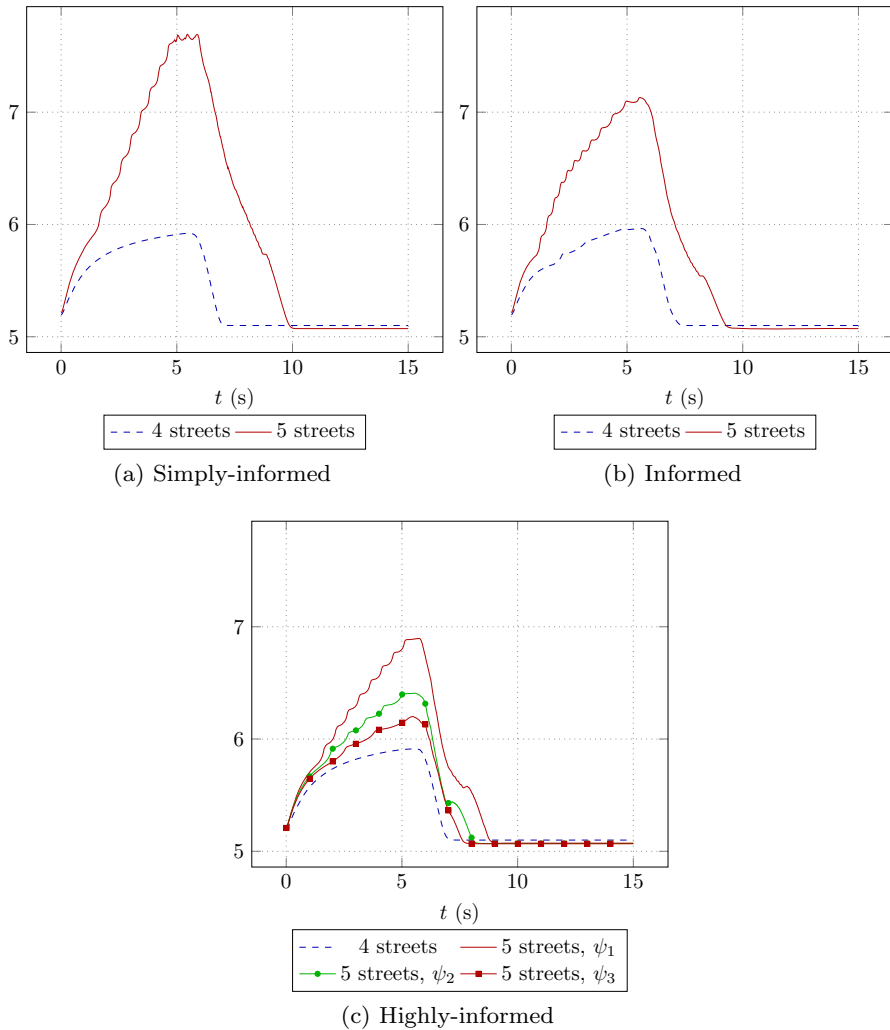 7
6
5
0 5 10 15
t (s)
4 streets 5 streets
(a) Simply-informed
7
6
5
0 5 10 15
t (s)
4 streets 5 streets
(b) Informed
7
6
5
0 5 10 15
t (s)
4 streets 5 streets, ψ₁
5 streets, ψ₂ 5 streets, ψ₃
(c) Highly-informed